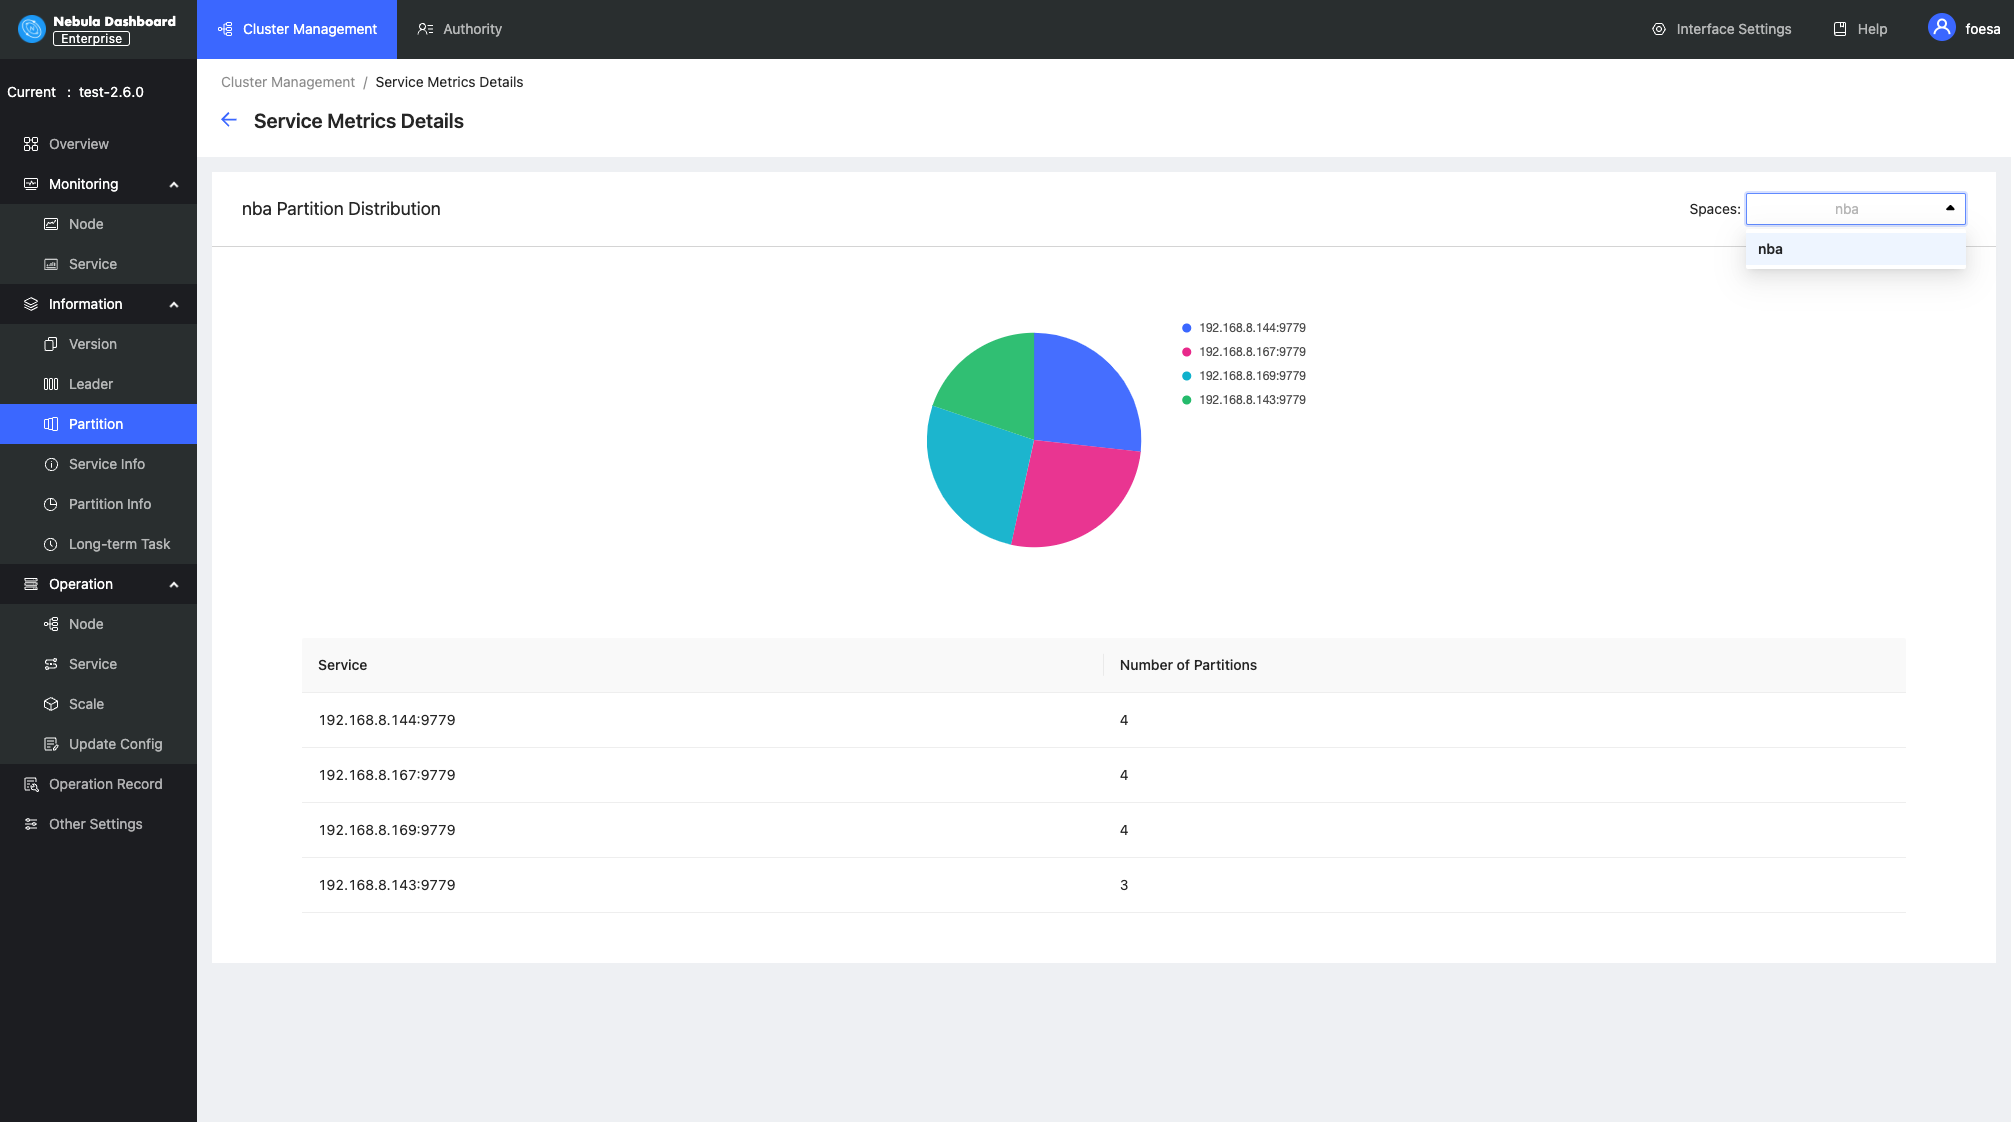 Nebula Dashboard
Enterprise
Cluster Management
Authority
Interface Settings
Help
foesa
Current : test-2.6.0
Overview
Monitoring
Node
Service
Information
Version
Leader
Partition
Service Info
Partition Info
Long-term Task
Operation
Node
Service
Scale
Update Config
Operation Record
Other Settings
Cluster Management / Service Metrics Details
Service Metrics Details
nba Partition Distribution
Spaces: nba
nba
192.168.8.144:9779
192.168.8.167:9779
192.168.8.169:9779
192.168.8.143:9779
Service Number of Partitions
192.168.8.144:9779 4
192.168.8.167:9779 4
192.168.8.169:9779 4
192.168.8.143:9779 3